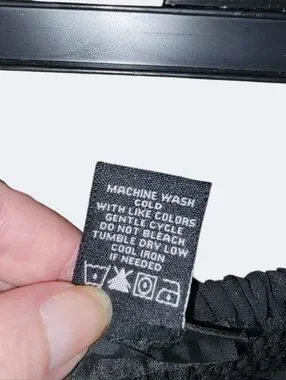 MACHINE WASH
COLD
WITH LIKE COLORS
GENTLE CYCLE
DO NOT BLEACH
TUMBLE DRY LOW
COOL IRON
IF NEEDED